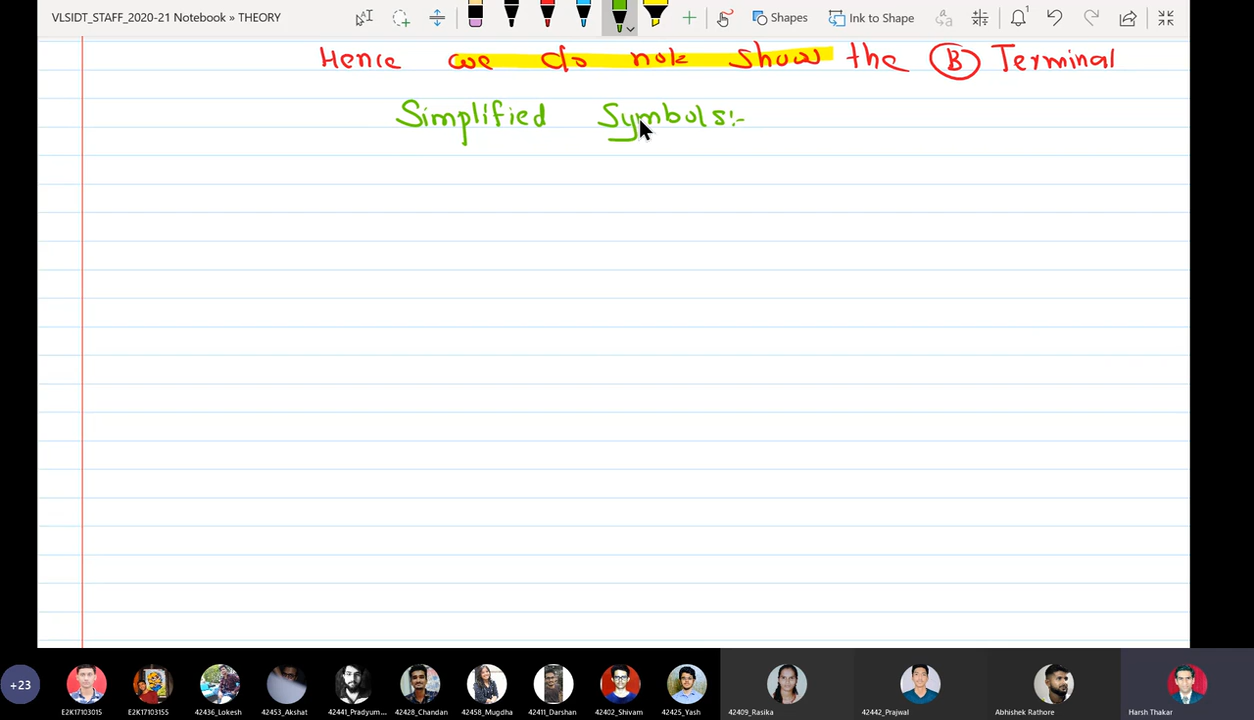 VLSIDT_STAFF_2020-21 Notebook » THEORY
Shapes
Ink to Shape
Hence we do not show the B Terminal
Simplified Symbols:-
+23
E2K17103015
E2K17103155
42436_Lokesh
42453_Akshat
42441_Pradyum...
42428_Chandan
42458_Mugdha
42411_Darshan
42402_Shivam
42425_Yash
42409_Rasika
42442_Prajwal
Abhishek Rathore
Harsh Thakar